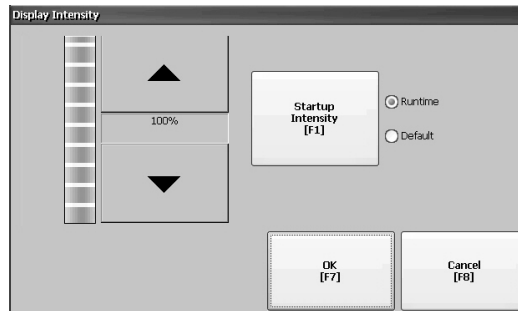 Display Intensity
100%
Startup
Intensity
[F1]
Runtime
Default
OK
[F7]
Cancel
[F8]